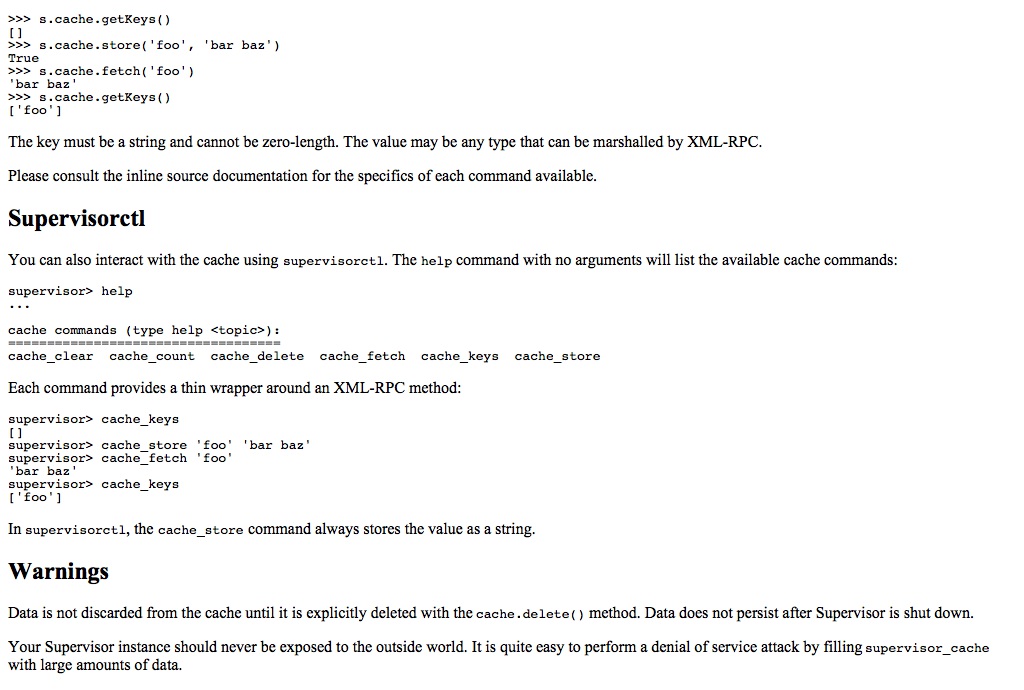 >>> s.cache.getKeys()
[]
>>> s.cache.store('foo', 'bar baz')
True
>>> s.cache.fetch('foo')
'bar baz'
>>> s.cache.getKeys()
['foo']
The key must be a string and cannot be zero-length. The value may be any type that can be marshalled by XML-RPC.
Please consult the inline source documentation for the specifics of each command available.
Supervisorctl
You can also interact with the cache using supervisorctl. The help command with no arguments will list the available cache commands:
supervisor> help
...
cache commands (type help <topic>):
===================================
cache_clear  cache_count  cache_delete  cache_fetch  cache_keys  cache_store
Each command provides a thin wrapper around an XML-RPC method:
supervisor> cache_keys
[]
supervisor> cache_store 'foo' 'bar baz'
supervisor> cache_fetch 'foo'
'bar baz'
supervisor> cache_keys
['foo']
In supervisorctl, the cache_store command always stores the value as a string.
Warnings
Data is not discarded from the cache until it is explicitly deleted with the cache.delete() method. Data does not persist after Supervisor is shut down.
Your Supervisor instance should never be exposed to the outside world. It is quite easy to perform a denial of service attack by filling supervisor_cache
with large amounts of data.